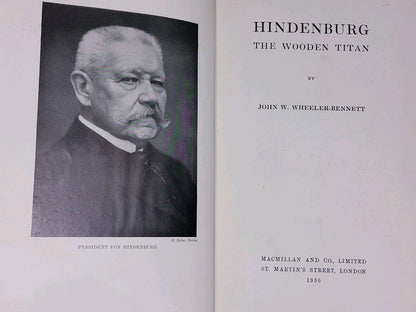 PRESIDENT VON HINDENBURG
HINDENBURG
THE WOODEN TITAN
BY
JOHN W. WHEELER-BENNETT
MACMILLAN AND CO., LIMITED
ST. MARTIN'S STREET, LONDON
1936